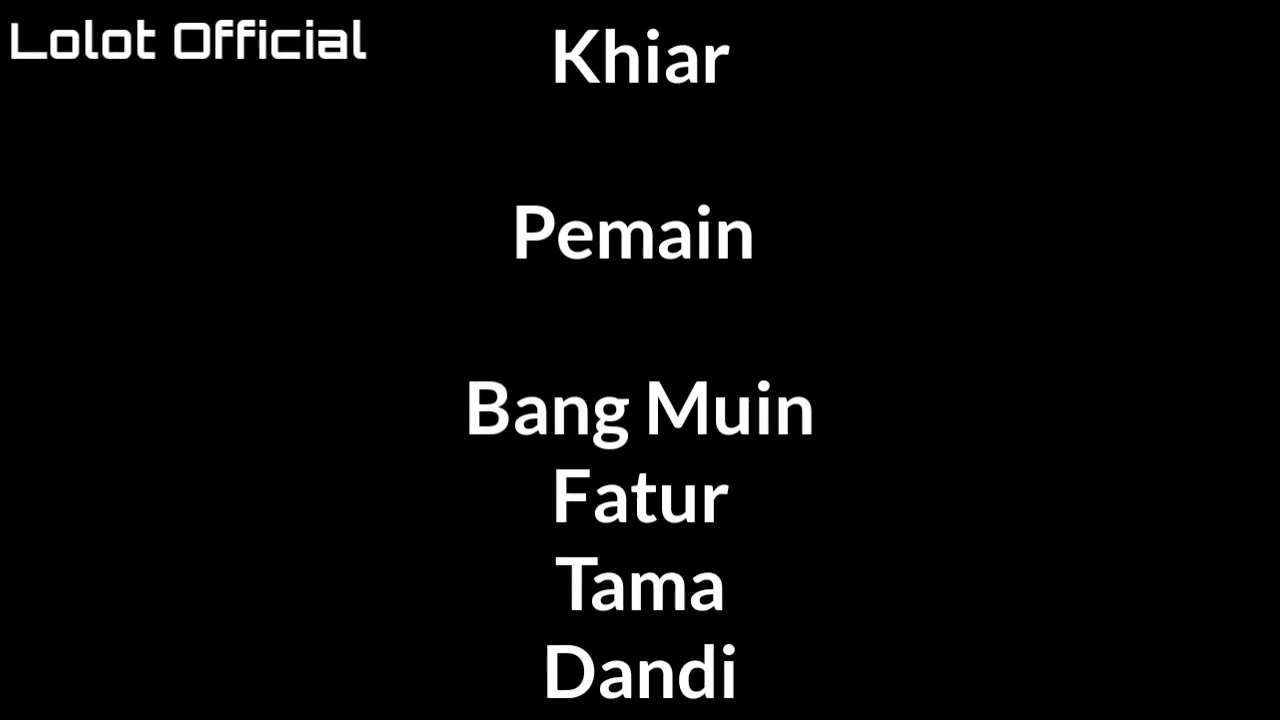 Lolot Official
Khiar
Pemain
Bang Muin
Fatur
Tama
Dandi